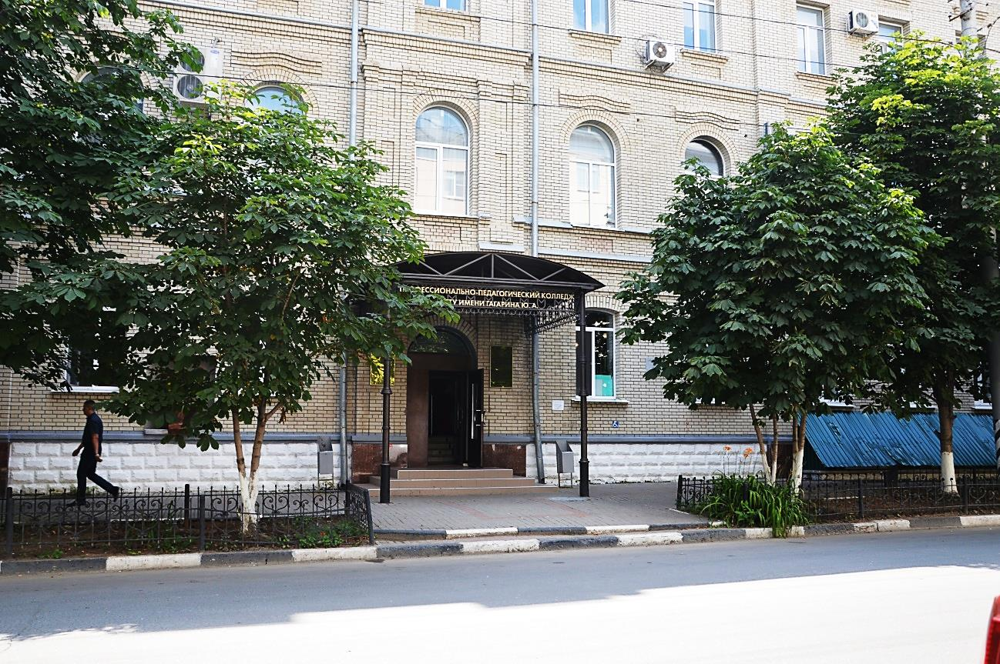 ПРОФЕССИОНАЛЬНО-ПЕДАГОГИЧЕСКИЙ КОЛЛЕДЖ
ИМЕНИ ГАГАРИНА Ю. А.